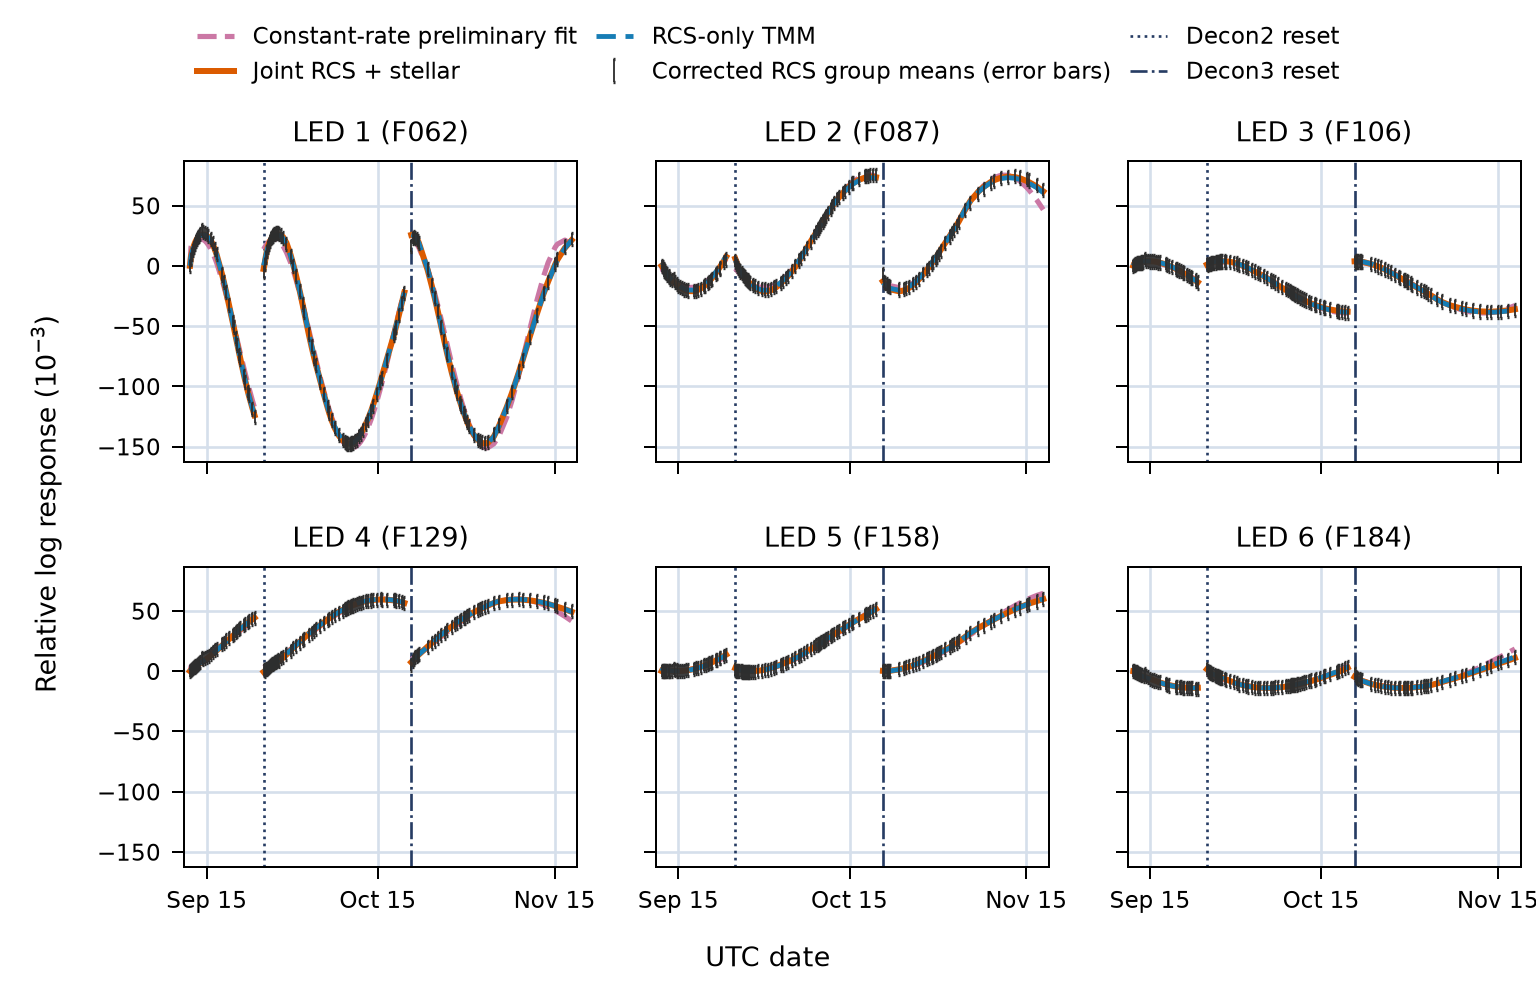 Constant-rate preliminary fit
RCS-only TMM
Decon2 reset
Joint RCS + stellar
Corrected RCS group means (error bars)
Decon3 reset
LED 1 (F062)
LED 2 (F087)
LED 3 (F106)
50
0
−50
−100
−150
LED 4 (F129)
LED 5 (F158)
LED 6 (F184)
50
0
−50
−100
−150
Relative log response (10⁻³)
Sep 15
Oct 15
Nov 15
Sep 15
Oct 15
Nov 15
Sep 15
Oct 15
Nov 15
UTC date